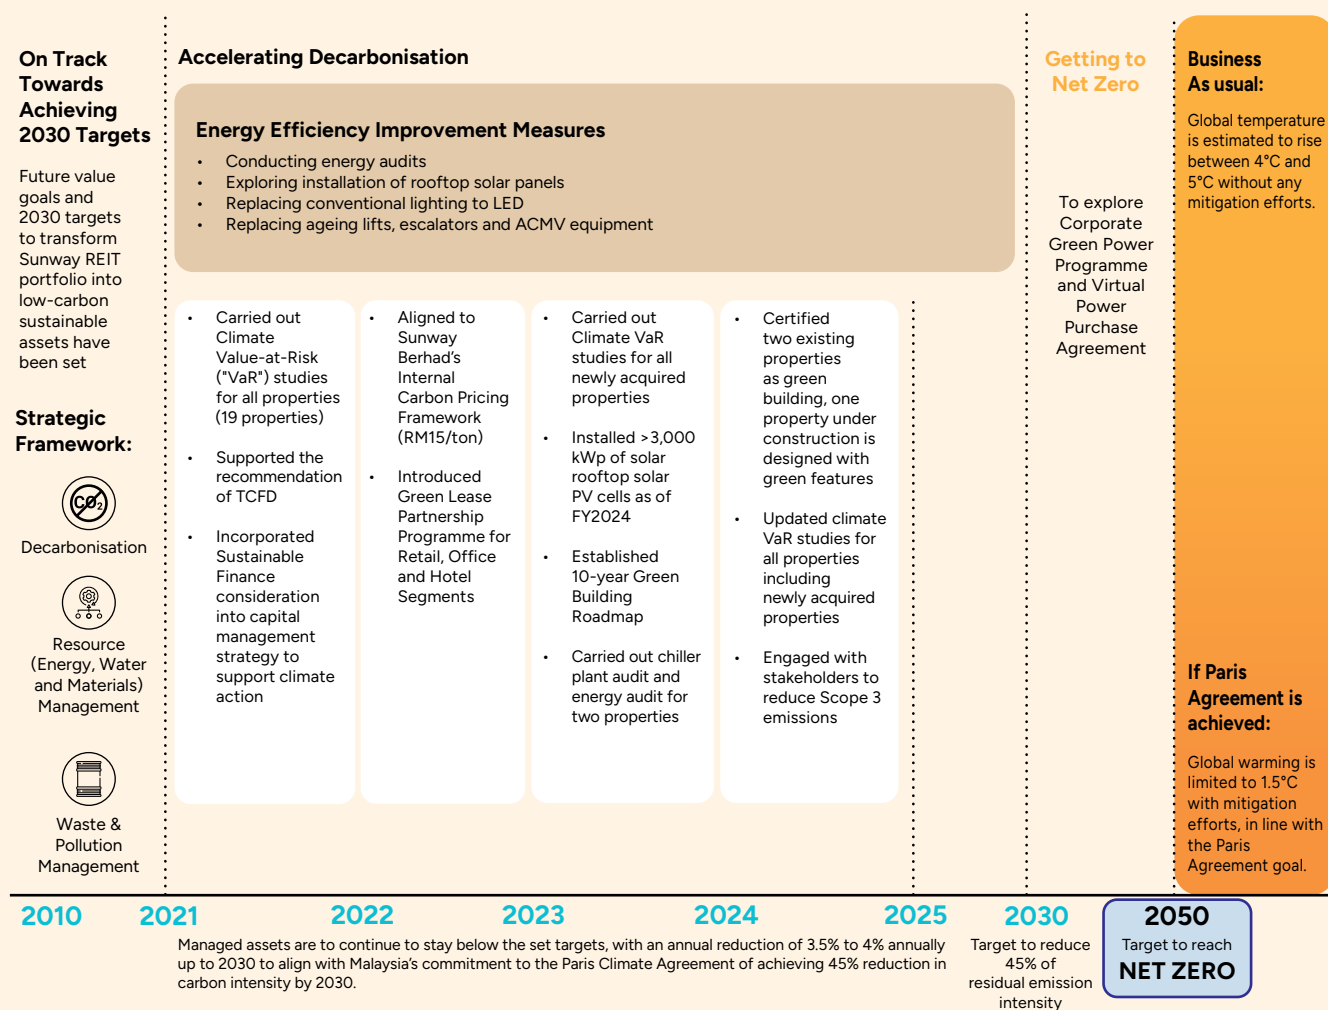 On Track
Towards
Achieving
2030 Targets
Future value
goals and
2030 targets
to transform
Sunway REIT
portfolio into
low-carbon
sustainable
assets have
been set
Strategic
Framework:
CO₂
Decarbonisation
Resource
(Energy, Water
and Materials)
Management
Waste &
Pollution
Management
Accelerating Decarbonisation
Energy Efficiency Improvement Measures
• Conducting energy audits
• Exploring installation of rooftop solar panels
• Replacing conventional lighting to LED
• Replacing ageing lifts, escalators and ACMV equipment
• Carried out
Climate
Value-at-Risk
("VaR") studies
for all properties
(19 properties)
• Supported the
recommendation
of TCFD
• Incorporated
Sustainable
Finance
consideration
into capital
management
strategy to
support climate
action
• Aligned to
Sunway
Berhad's
Internal
Carbon Pricing
Framework
(RM15/ton)
• Introduced
Green Lease
Partnership
Programme for
Retail, Office
and Hotel
Segments
• Carried out
Climate VaR
studies for all
newly acquired
properties
• Installed >3,000
kWp of solar
rooftop solar
PV cells as of
FY2024
• Established
10-year Green
Building
Roadmap
• Carried out chiller
plant audit and
energy audit for
two properties
• Certified
two existing
properties
as green
building, one
property under
construction is
designed with
green features
• Updated climate
VaR studies for
all properties
including
newly acquired
properties
• Engaged with
stakeholders to
reduce Scope 3
emissions
Getting to
Net Zero
To explore
Corporate
Green Power
Programme
and Virtual
Power
Purchase
Agreement
Business
As usual:
Global temperature
is estimated to rise
between 4°C and
5°C without any
mitigation efforts.
If Paris
Agreement is
achieved:
Global warming is
limited to 1.5°C
with mitigation
efforts, in line with
the Paris
Agreement goal.
2010
2021
2022
2023
2024
2025
2030
2050
Managed assets are to continue to stay below the set targets, with an annual reduction of 3.5% to 4% annually
up to 2030 to align with Malaysia's commitment to the Paris Climate Agreement of achieving 45% reduction in
carbon intensity by 2030.
Target to reduce
45% of
residual emission
intensity
Target to reach
NET ZERO